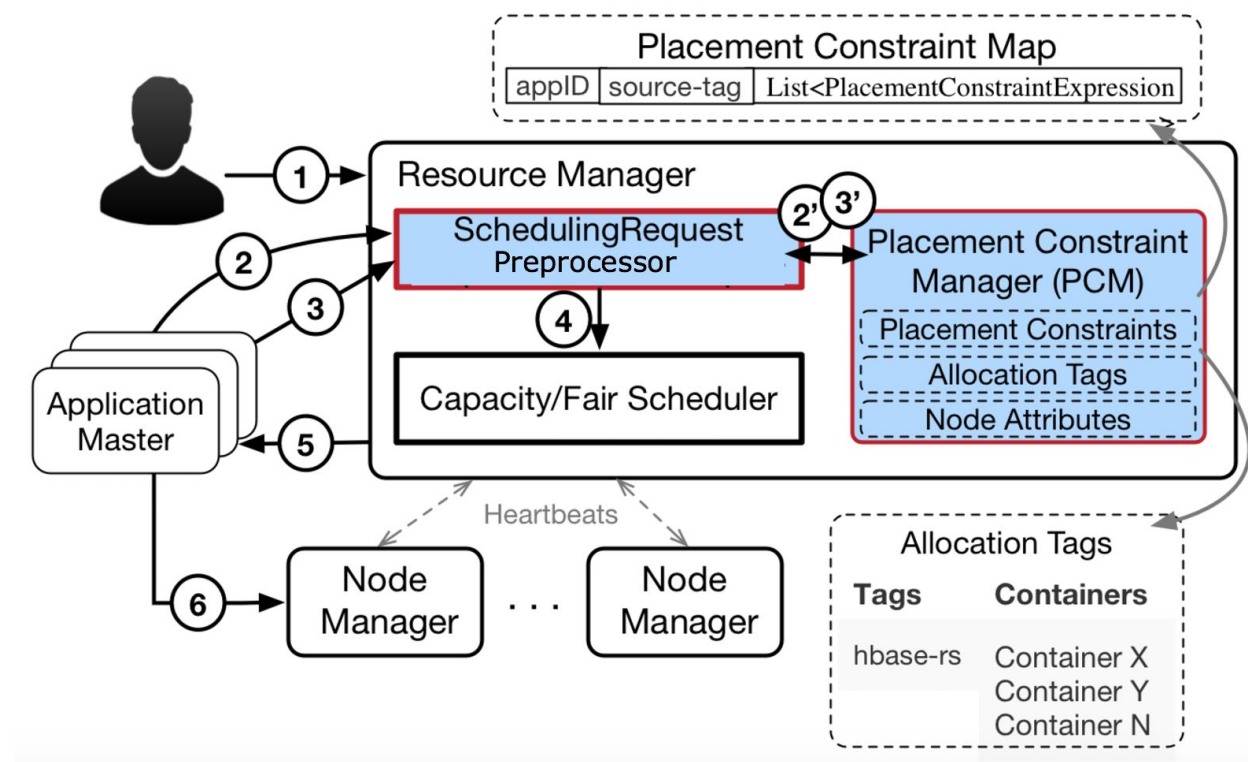 Placement Constraint Map
appID source-tag List<PlacementConstraintExpression
1
Resource Manager
2' 3'
SchedulingRequest
Preprocessor
Placement Constraint
Manager (PCM)
2
3
4
Placement Constraints
Allocation Tags
Node Attributes
Capacity/Fair Scheduler
Application
Master
5
Heartbeats
6
Node
Manager
. . .
Node
Manager
Allocation Tags
Tags Containers
hbase-rs Container X
Container Y
Container N